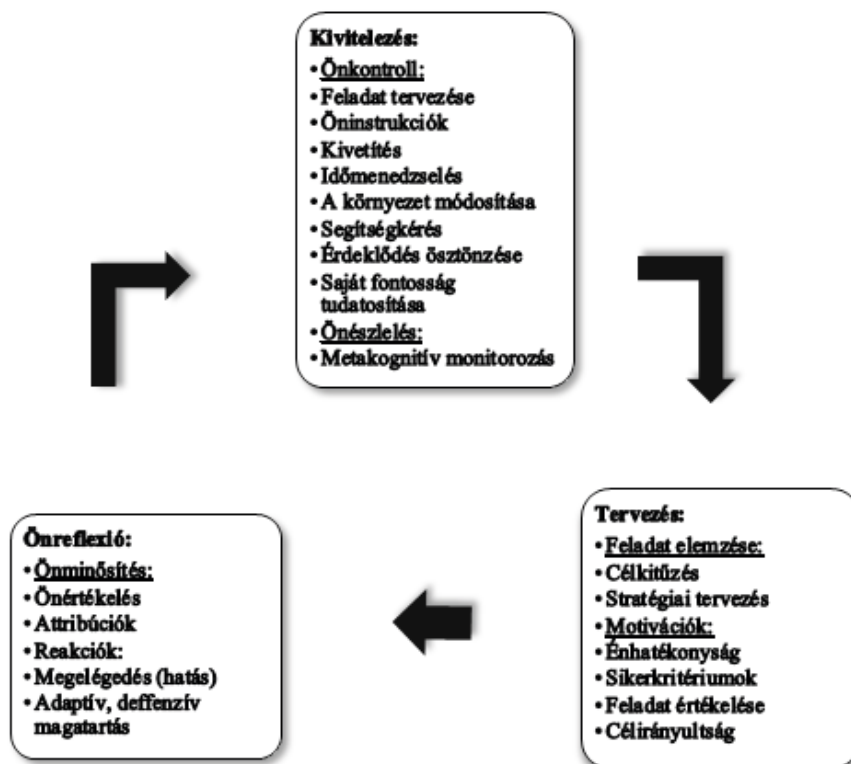 Kivitelezés:
• Önkontroll:
• Feladat tervezése
• Öninstrukciók
• Kivetítés
• Időmenedzselés
• A környezet módosítása
• Segítségkérés
• Érdeklődés ösztönzése
• Saját fontosság
tudatosítása
• Önészlelés:
• Metakognitív monitorozás
Önreflexió:
• Önminősítés:
• Önértékelés
• Attribúciók
• Reakciók:
• Megelégedés (hatás)
• Adaptív, deffenzív
magatartás
Tervezés:
• Feladat elemzése:
• Célkitűzés
• Stratégiai tervezés
• Motivációk:
• Énhatékonyság
• Sikerkritériumok
• Feladat értékelése
• Célirányultság